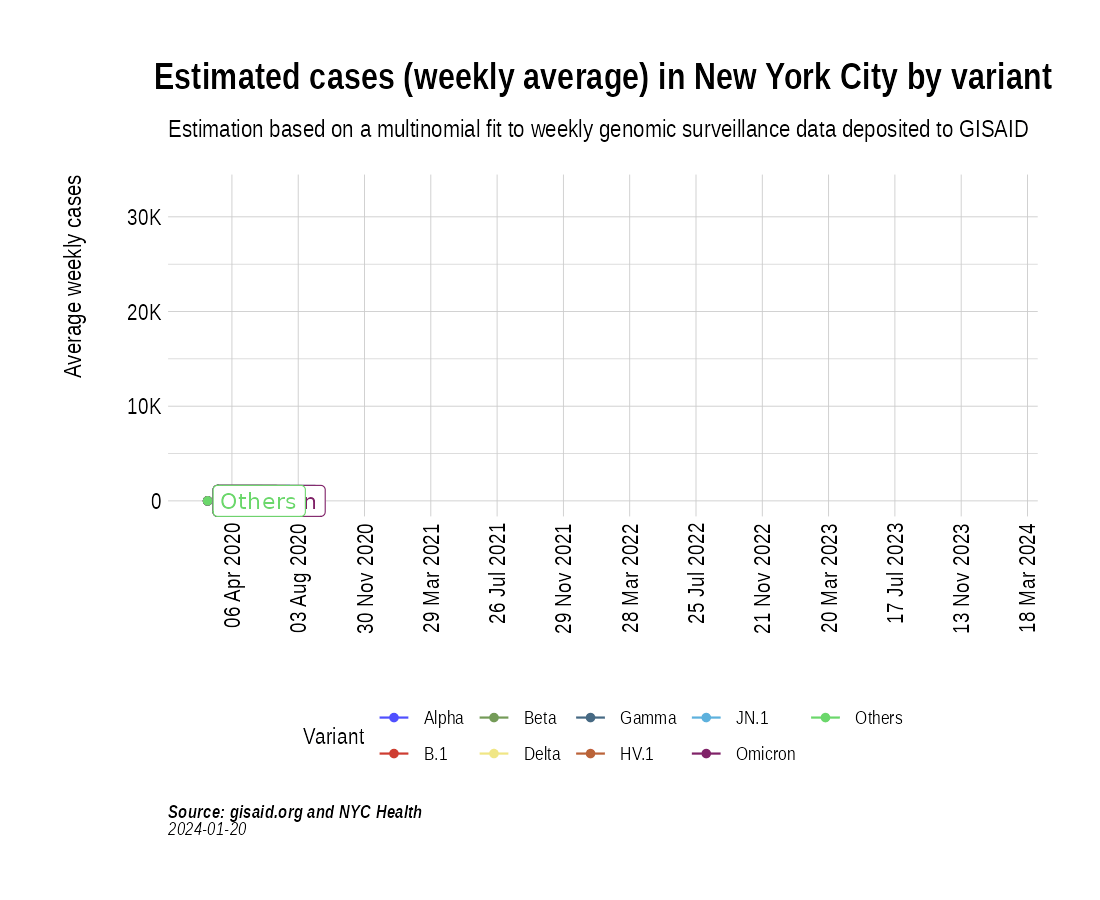 Estimated cases (weekly average) in New York City by variant
Estimation based on a multinomial fit to weekly genomic surveillance data deposited to GISAID
Average weekly cases
30K
20K
10K
0
Others
n
06 Apr 2020
03 Aug 2020
30 Nov 2020
29 Mar 2021
26 Jul 2021
29 Nov 2021
28 Mar 2022
25 Jul 2022
21 Nov 2022
20 Mar 2023
17 Jul 2023
13 Nov 2023
18 Mar 2024
Variant
Alpha
Beta
Gamma
JN.1
Others
B.1
Delta
HV.1
Omicron
Source: gisaid.org and NYC Health
2024-01-20